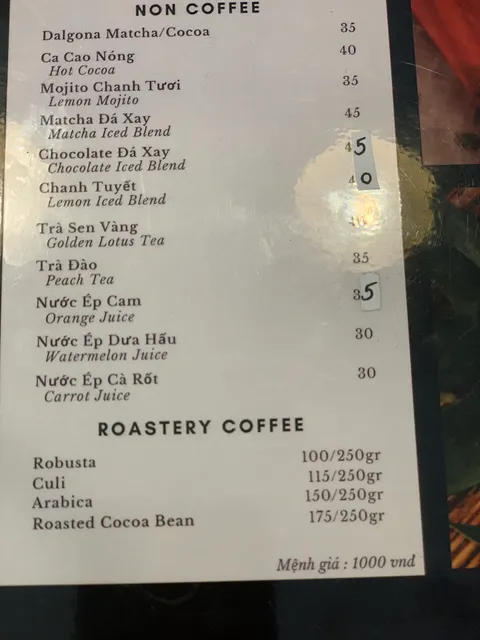 NON COFFEE
Dalgona Matcha/Cocoa 35
Ca Cao Nóng 40
Hot Cocoa
Mojito Chanh Tươi 35
Lemon Mojito
Matcha Đá Xay 45
Matcha Iced Blend
Chocolate Đá Xay 45
Chocolate Iced Blend
Chanh Tuyết 40
Lemon Iced Blend
Trà Sen Vàng
Golden Lotus Tea
Trà Đào 35
Peach Tea
Nước Ép Cam 35
Orange Juice
Nước Ép Dưa Hấu 30
Watermelon Juice
Nước Ép Cà Rốt 30
Carrot Juice
ROASTERY COFFEE
Robusta 100/250gr
Culi 115/250gr
Arabica 150/250gr
Roasted Cocoa Bean 175/250gr
Mệnh giá : 1000 vnd